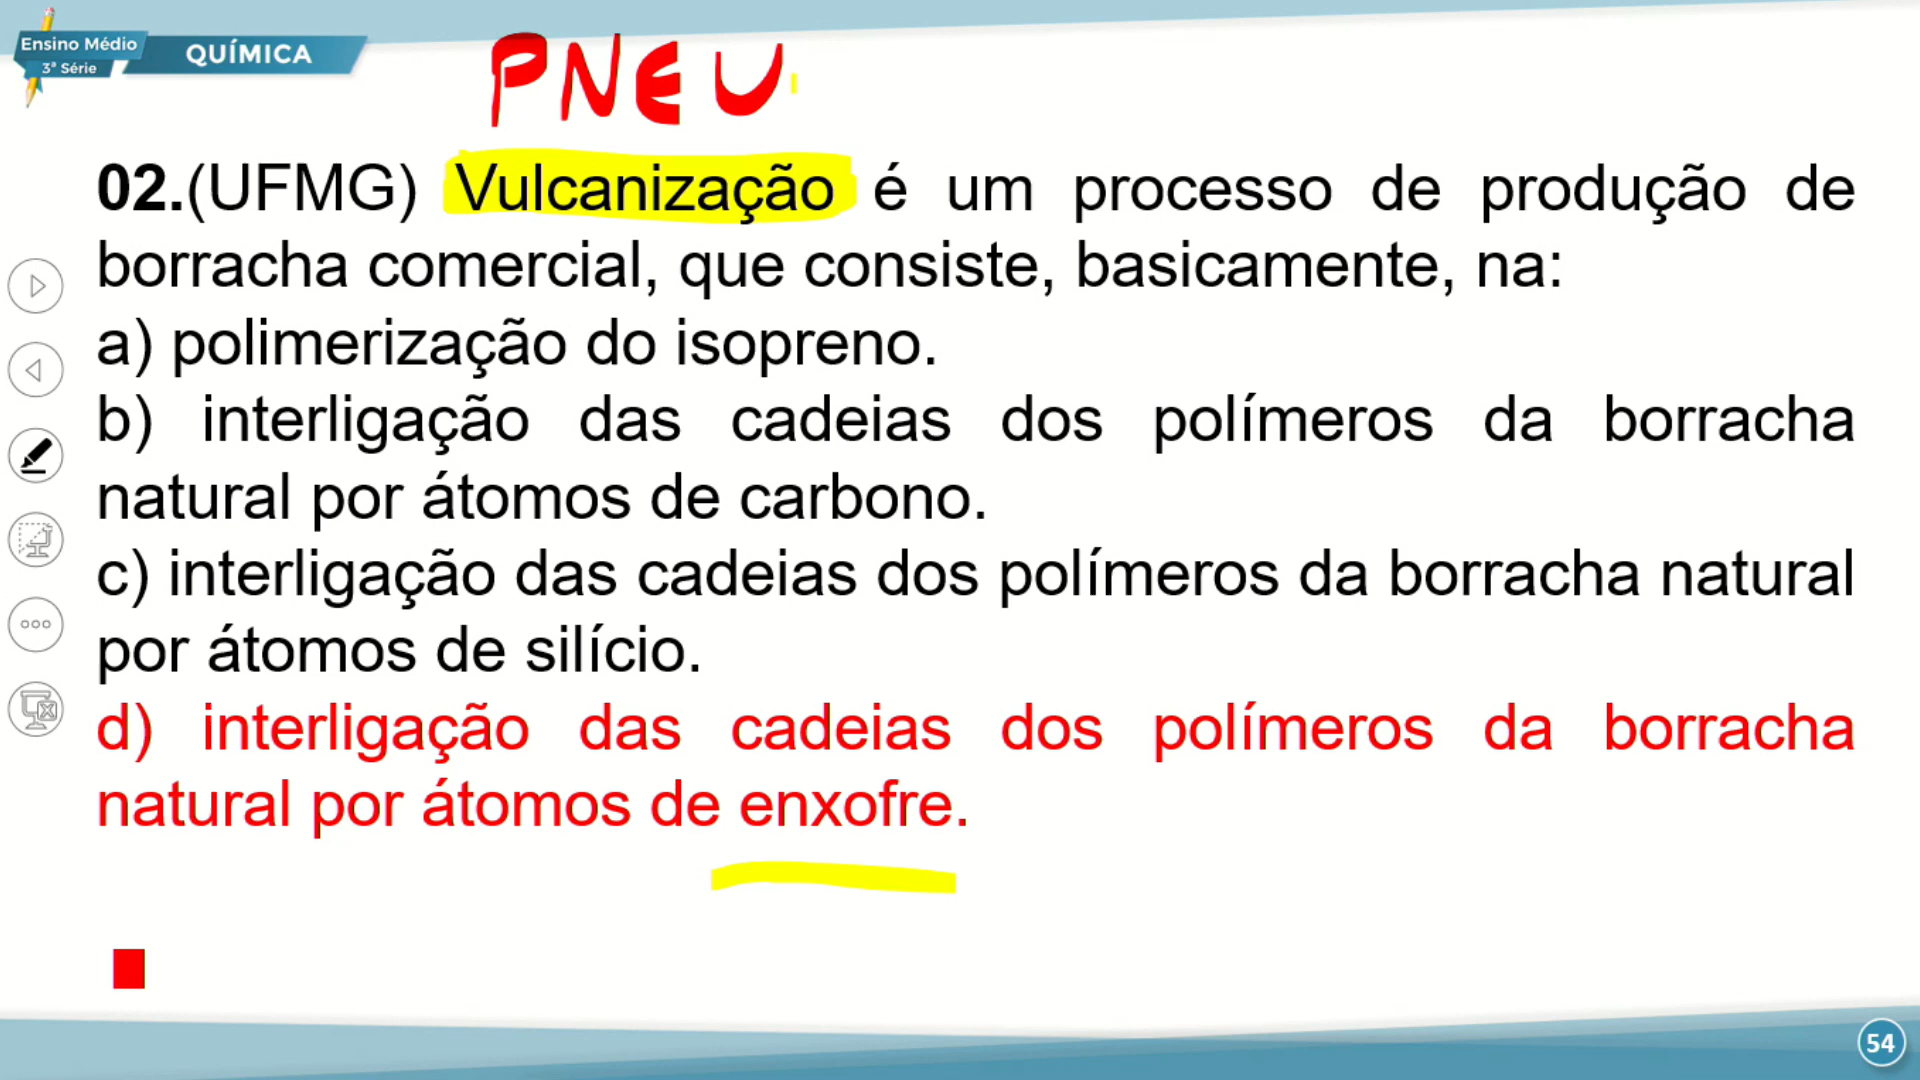 Ensino Médio
3ª Série
QUÍMICA
PNEU
02.(UFMG) Vulcanização é um processo de produção de
borracha comercial, que consiste, basicamente, na:
a) polimerização do isopreno.
b) interligação das cadeias dos polímeros da borracha
natural por átomos de carbono.
c) interligação das cadeias dos polímeros da borracha natural
por átomos de silício.
d) interligação das cadeias dos polímeros da borracha
natural por átomos de enxofre.
54